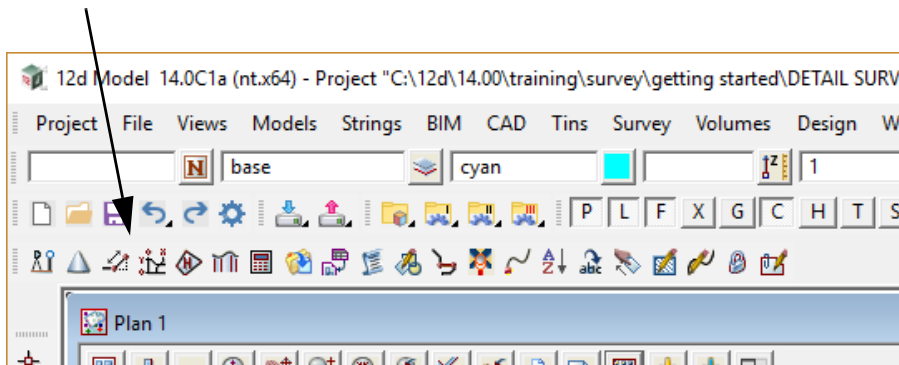 12d Model 14.0C1a (nt.x64) - Project "C:\12d\14.00\training\survey\getting started\DETAIL SURV
Project File Views Models Strings BIM CAD Tins Survey Volumes Design W
N base cyan Z 1
P L F X G C H T S
H A Z abc
Plan 1